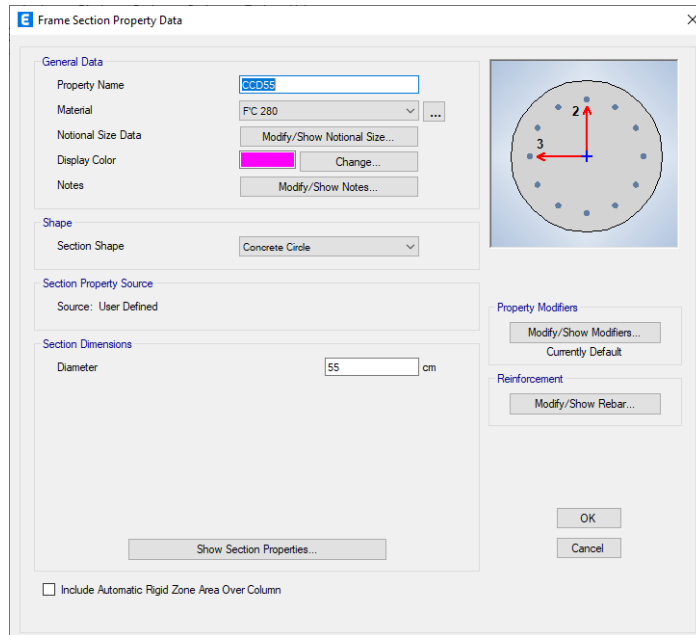 E Frame Section Property Data
General Data
Property Name CCD55
Material F'C 280 ...
Notional Size Data Modify/Show Notional Size...
Display Color Change...
Notes Modify/Show Notes...
2
3
Shape
Section Shape Concrete Circle
Section Property Source
Source: User Defined
Property Modifiers
Modify/Show Modifiers...
Currently Default
Section Dimensions
Diameter 55 cm
Reinforcement
Modify/Show Rebar...
OK
Show Section Properties...
Cancel
Include Automatic Rigid Zone Area Over Column